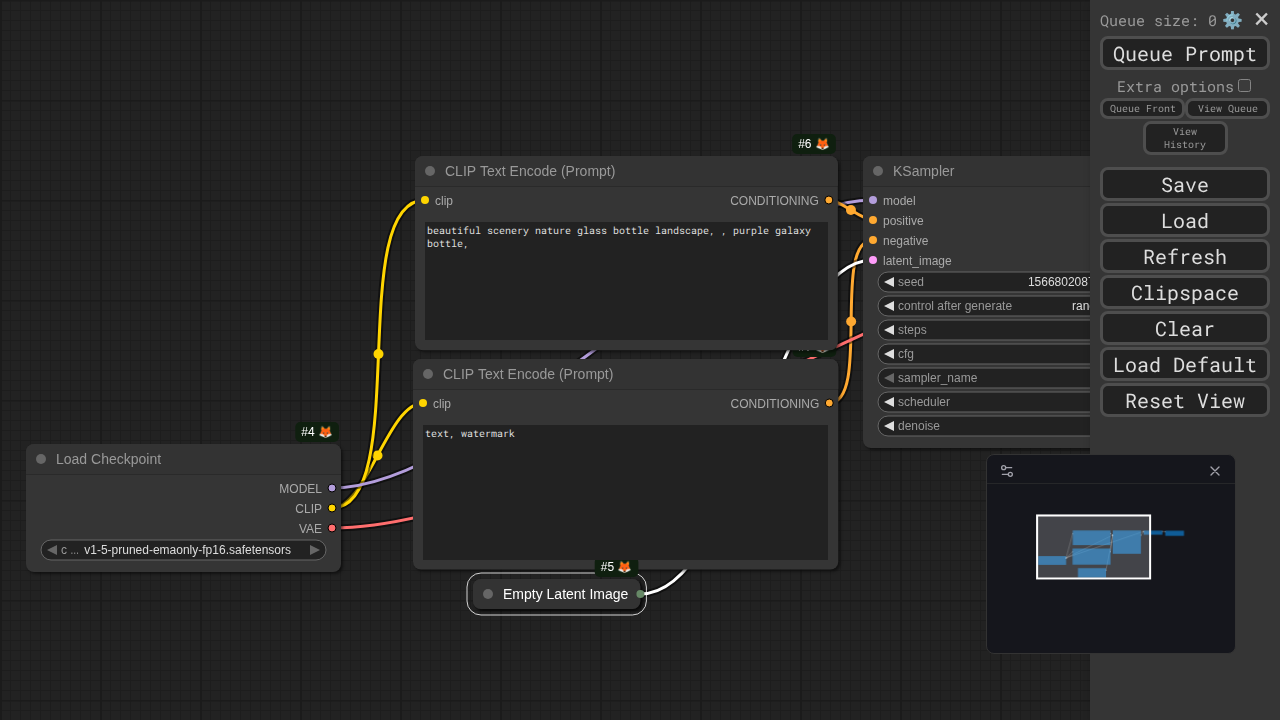 Queue size: 0
Queue Prompt
Extra options
Queue Front
View Queue
View
History
Save
Load
Refresh
Clipspace
Clear
Load Default
Reset View
#6
CLIP Text Encode (Prompt)
clip
CONDITIONING
beautiful scenery nature glass bottle landscape, , purple galaxy
bottle,
KSampler
model
positive
negative
latent_image
seed
1566802087
control after generate
ran
steps
cfg
sampler_name
scheduler
denoise
CLIP Text Encode (Prompt)
clip
CONDITIONING
text, watermark
#4
Load Checkpoint
MODEL
CLIP
VAE
c ... v1-5-pruned-emaonly-fp16.safetensors
#5
Empty Latent Image